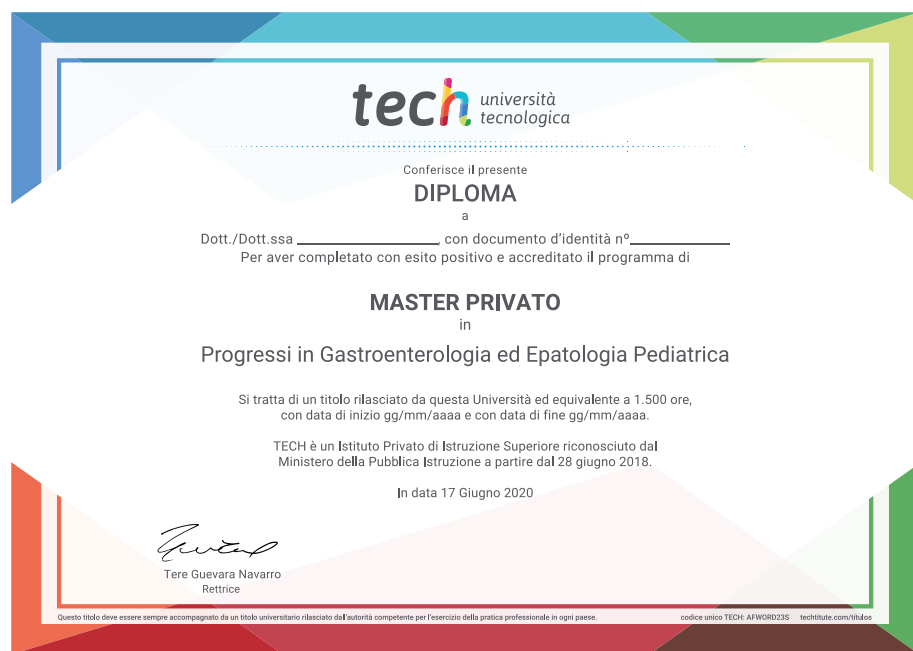 tech università
tecnologica
Conferisce il presente
DIPLOMA
a
Dott./Dott.ssa ____________________, con documento d'identità nº______________
Per aver completato con esito positivo e accreditato il programma di
MASTER PRIVATO
in
Progressi in Gastroenterologia ed Epatologia Pediatrica
Si tratta di un titolo rilasciato da questa Università ed equivalente a 1.500 ore,
con data di inizio gg/mm/aaaa e con data di fine gg/mm/aaaa.
TECH è un Istituto Privato di Istruzione Superiore riconosciuto dal
Ministero della Pubblica Istruzione a partire dal 28 giugno 2018.
In data 17 Giugno 2020
Tere Guevara Navarro
Rettrice
Questo titolo deve essere sempre accompagnato da un titolo universitario rilasciato dall'autorità competente per l'esercizio della pratica professionale in ogni paese. codice unico TECH: AFWORD23S techtitute.com/titulos